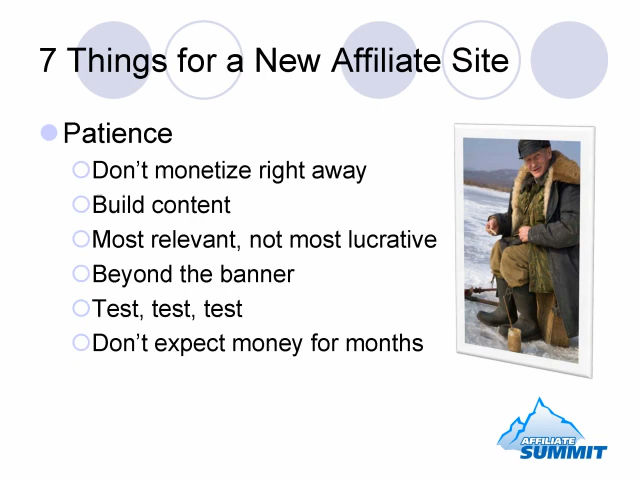 7 Things for a New Affiliate Site
Patience
Don't monetize right away
Build content
Most relevant, not most lucrative
Beyond the banner
Test, test, test
Don't expect money for months
AFFILIATE
SUMMIT